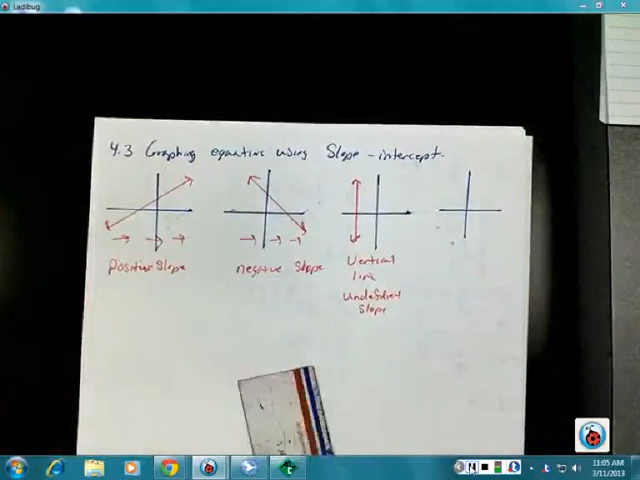 Ladibug
4.3 Graphing equations using Slope-intercept.
Positive Slope
negative Slope
Vertical
line
Undefined
Slope
11:05 AM
3/11/2013